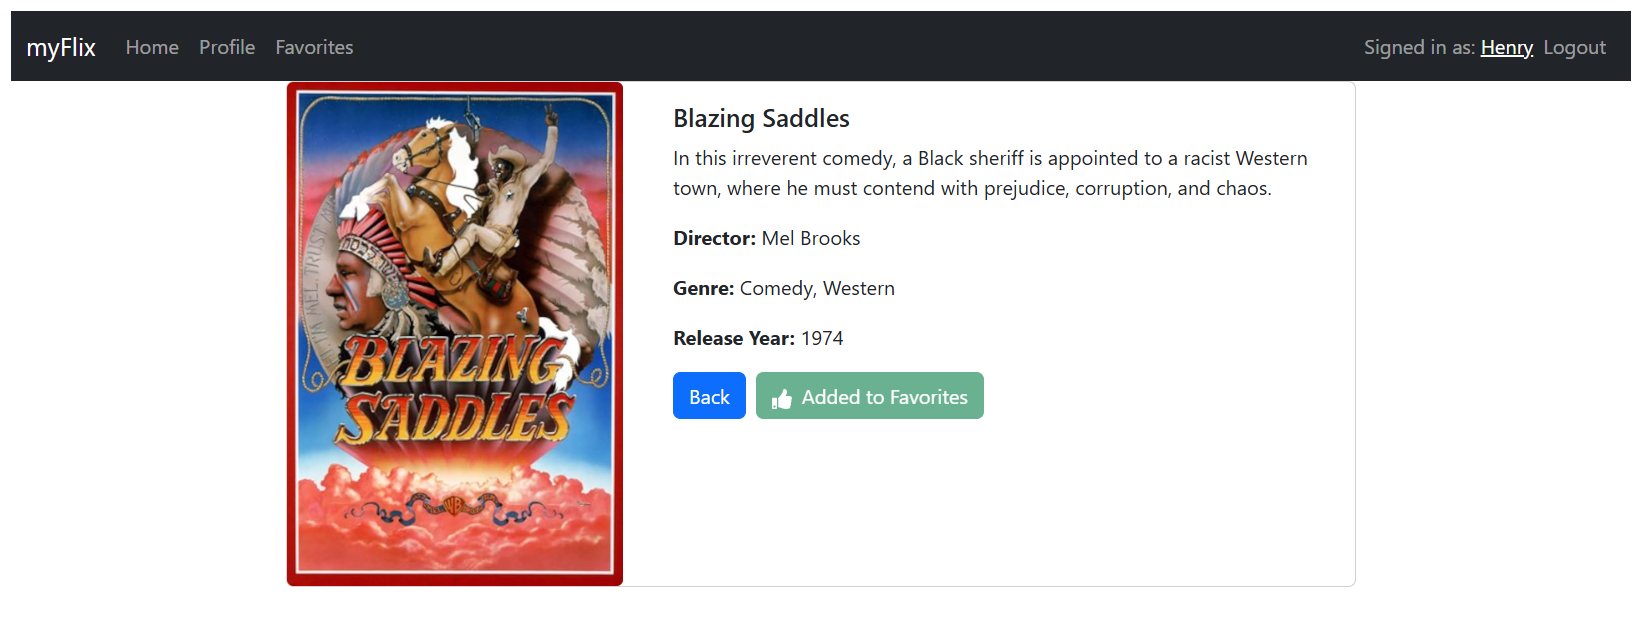 myFlix Home Profile Favorites Signed in as: Henry Logout
BLAZING
SADDLES
WB
Blazing Saddles
In this irreverent comedy, a Black sheriff is appointed to a racist Western
town, where he must contend with prejudice, corruption, and chaos.
Director: Mel Brooks
Genre: Comedy, Western
Release Year: 1974
Back Added to Favorites